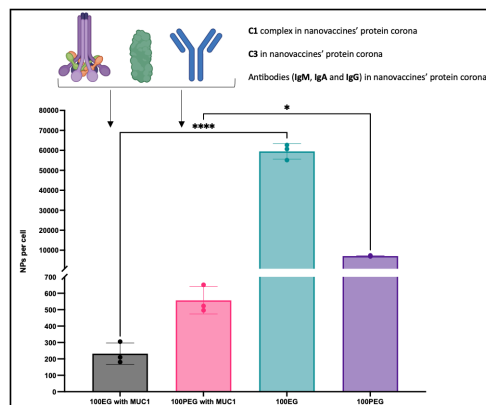 C1 complex in nanovaccines' protein corona
C3 in nanovaccines' protein corona
Antibodies (IgM, IgA and IgG) in nanovaccines' protein corona
*
****
80000
70000
60000
50000
40000
30000
20000
10000
700
600
500
400
300
200
100
0
NPs per cell
100EG with MUC1
100PEG with MUC1
100EG
100PEG